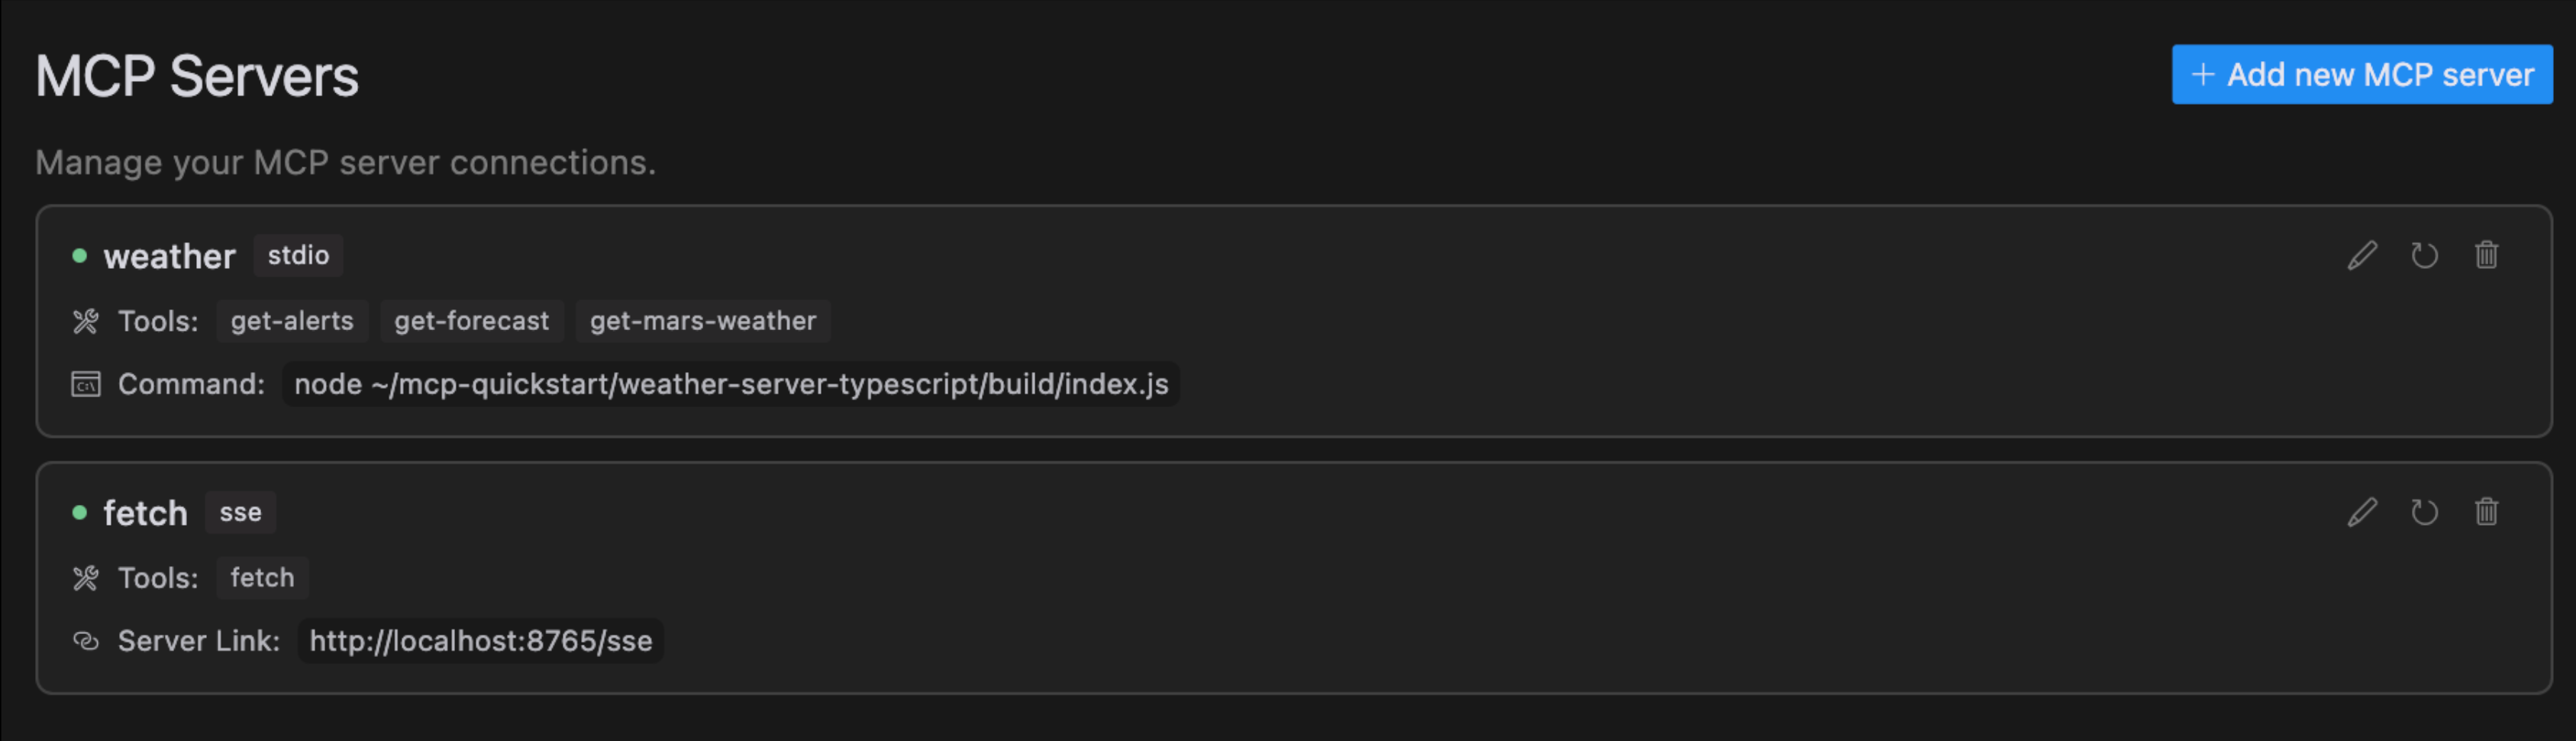 MCP Servers
+ Add new MCP server
Manage your MCP server connections.
weather stdio
Tools: get-alerts get-forecast get-mars-weather
C:\ Command: node ~/mcp-quickstart/weather-server-typescript/build/index.js
fetch sse
Tools: fetch
Server Link: http://localhost:8765/sse